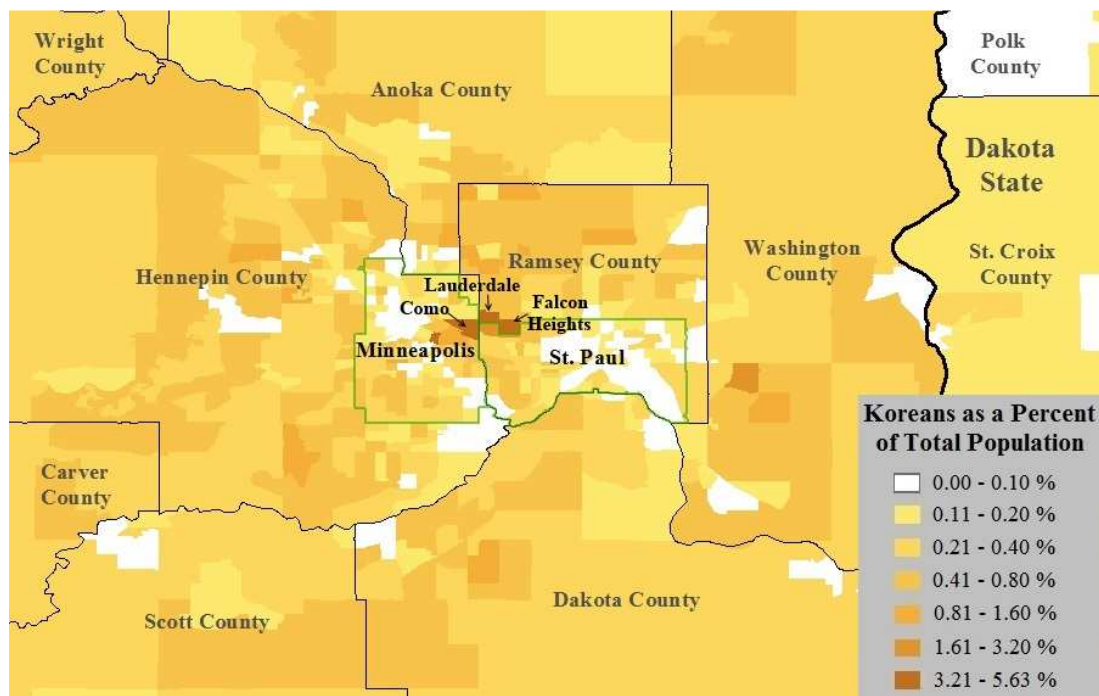 Wright
County
Polk
County
Anoka County
Dakota
State
Hennepin County
Ramsey County
Washington
County
St. Croix
County
Lauderdale
Como
Falcon
Heights
Minneapolis
St. Paul
Carver
County
Scott County
Dakota County
Koreans as a Percent
of Total Population
0.00 - 0.10 %
0.11 - 0.20 %
0.21 - 0.40 %
0.41 - 0.80 %
0.81 - 1.60 %
1.61 - 3.20 %
3.21 - 5.63 %